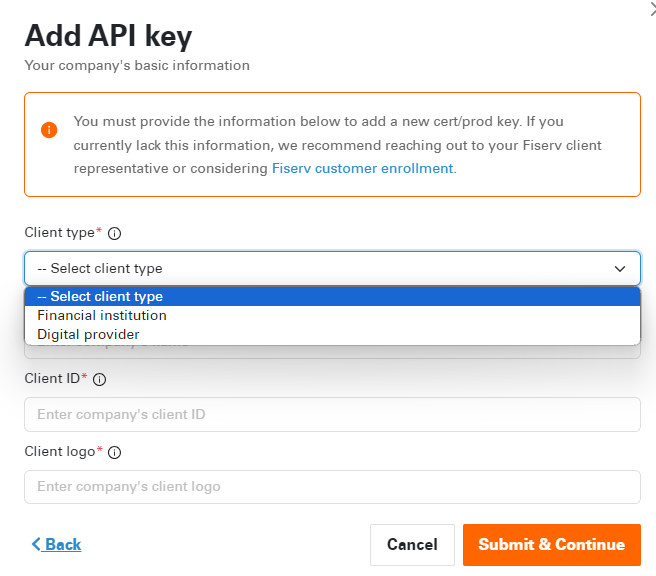 Add API key
Your company's basic information
You must provide the information below to add a new cert/prod key. If you
currently lack this information, we recommend reaching out to your Fiserv client
representative or considering Fiserv customer enrollment.
Client type*
-- Select client type
-- Select client type
Financial institution
Digital provider
Client ID*
Enter company's client ID
Client logo*
Enter company's client logo
Back
Cancel
Submit & Continue